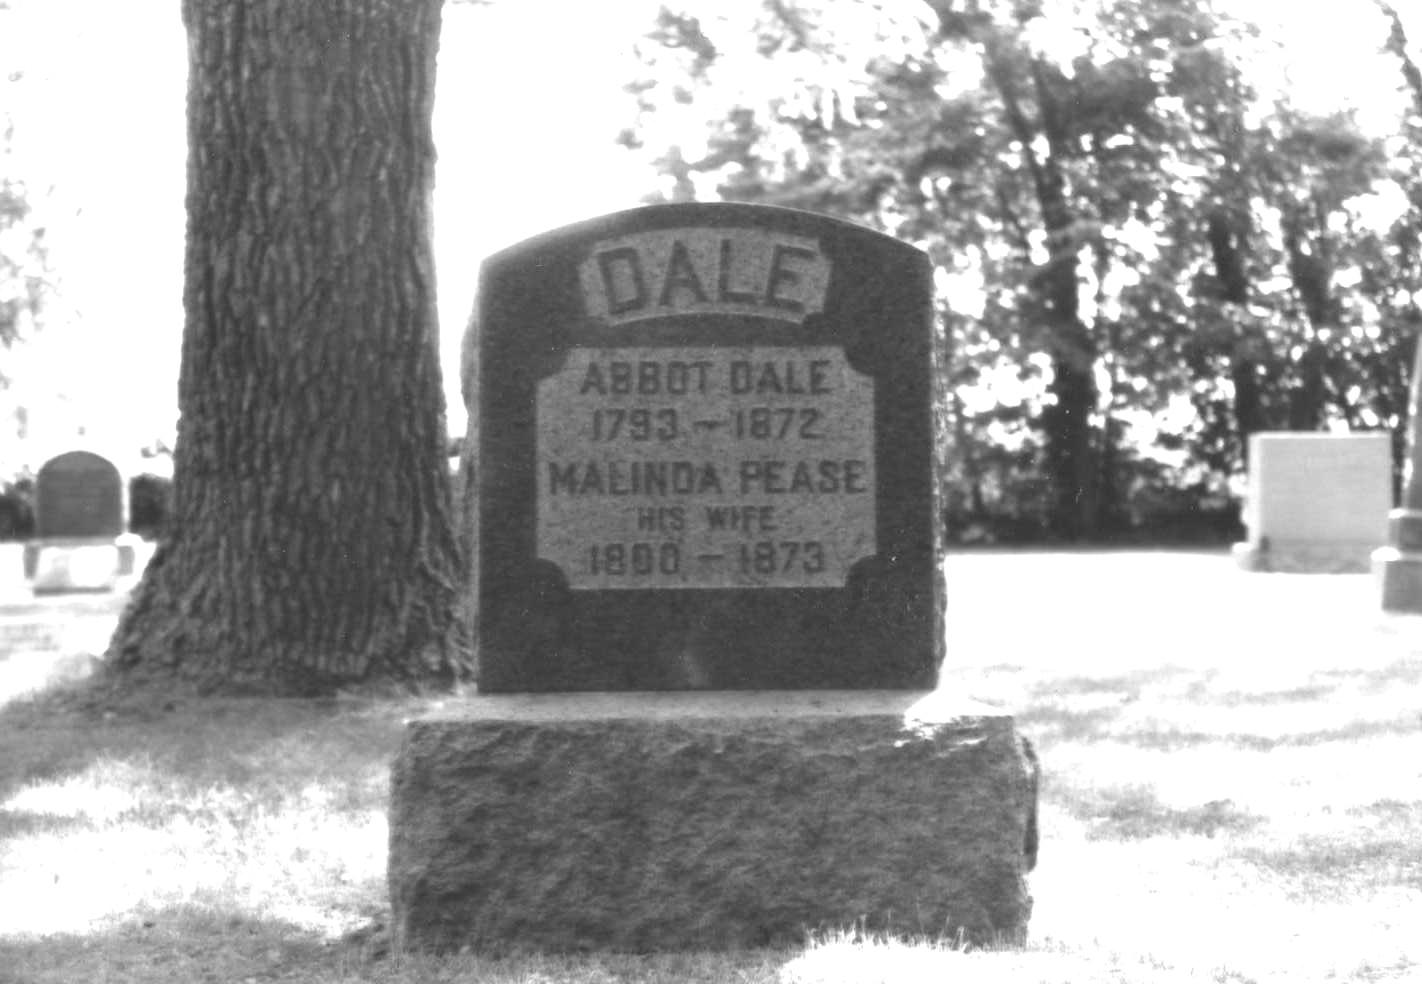 DALE
ABBOT DALE
1793 - 1872
MALINDA PEASE
HIS WIFE
1800 - 1873